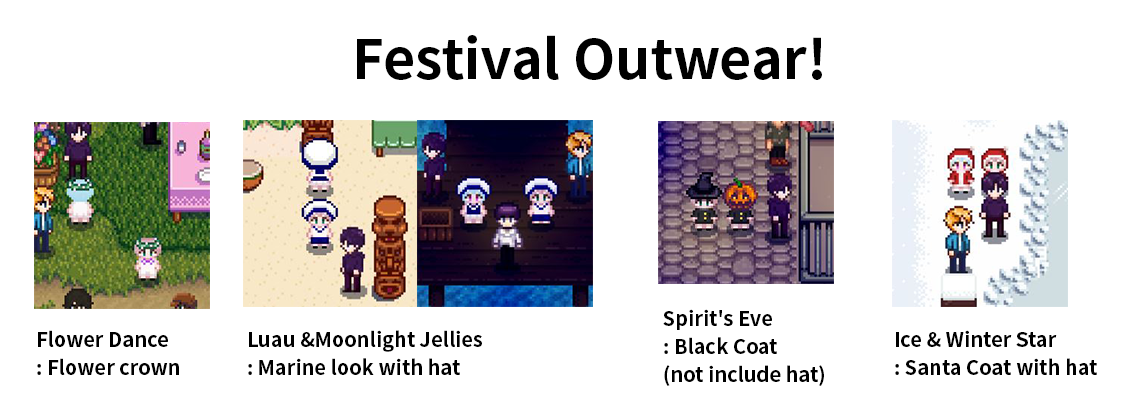 Festival Outwear!
Flower Dance
: Flower crown
Luau &Moonlight Jellies
: Marine look with hat
Spirit's Eve
: Black Coat
(not include hat)
Ice & Winter Star
: Santa Coat with hat